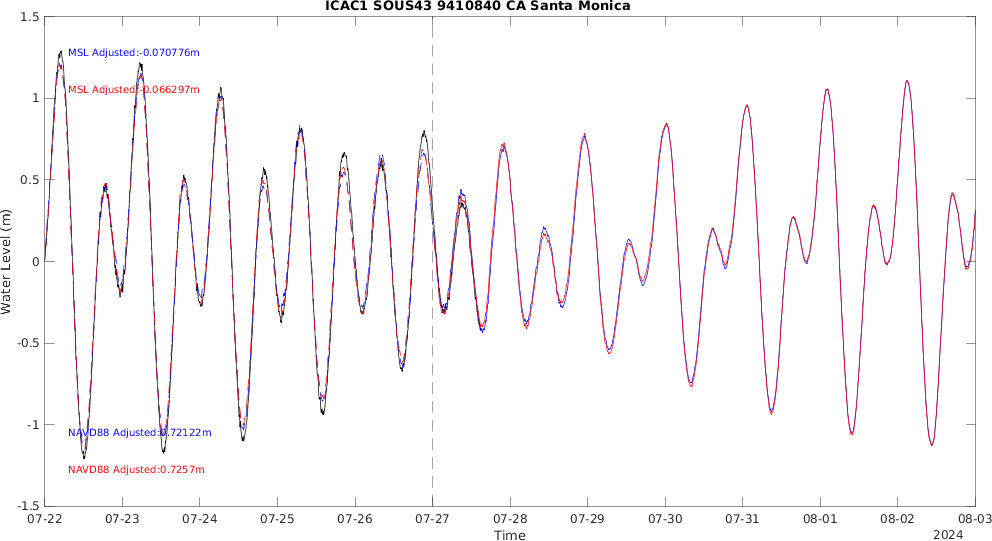 ICAC1 SOUS43 9410840 CA Santa Monica
1.5
MSL Adjusted:-0.070776m
MSL Adjusted:-0.066297m
1
0.5
0
-0.5
-1
-1.5
Water Level (m)
NAVD88 Adjusted:0.72122m
NAVD88 Adjusted:0.7257m
07-22 07-23 07-24 07-25 07-26 07-27 07-28 07-29 07-30 07-31 08-01 08-02 08-03
Time
2024